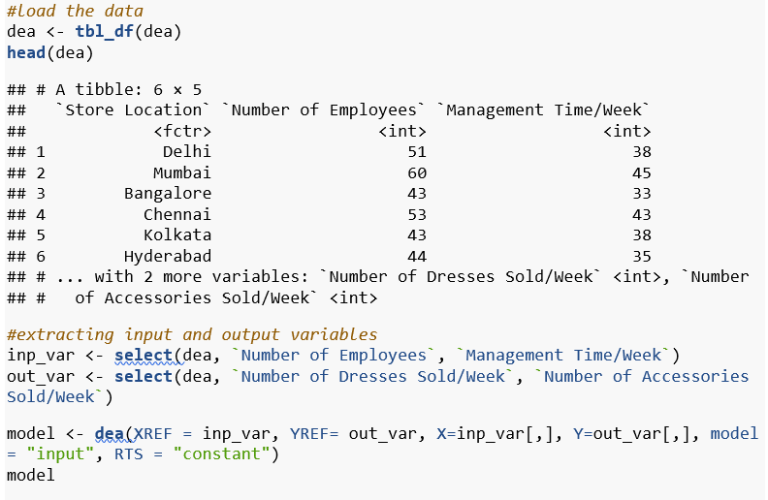 #load the data
dea <- tbl_df(dea)
head(dea)
## # A tibble: 6 × 5
##   `Store Location` `Number of Employees` `Management Time/Week`
##             <fctr>                 <int>                  <int>
## 1            Delhi                    51                     38
## 2           Mumbai                    60                     45
## 3        Bangalore                    43                     33
## 4          Chennai                    53                     43
## 5          Kolkata                    43                     38
## 6        Hyderabad                    44                     35
## # ... with 2 more variables: `Number of Dresses Sold/Week` <int>, `Number
## #   of Accessories Sold/Week` <int>
#extracting input and output variables
inp_var <- select(dea, `Number of Employees`, `Management Time/Week`)
out_var <- select(dea, `Number of Dresses Sold/Week`, `Number of Accessories
Sold/Week`)
model <- dea(XREF = inp_var, YREF= out_var, X=inp_var[,], Y=out_var[,], model
= "input", RTS = "constant")
model